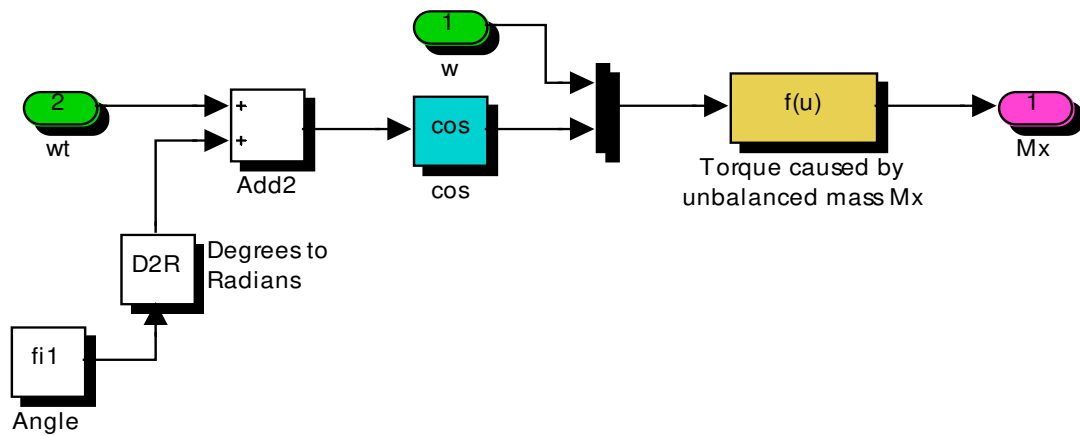 1
w
2
wt
+
+
Add2
cos
cos
f(u)
Torque caused by
unbalanced mass Mx
1
Mx
D2R
Degrees to
Radians
fi1
Angle